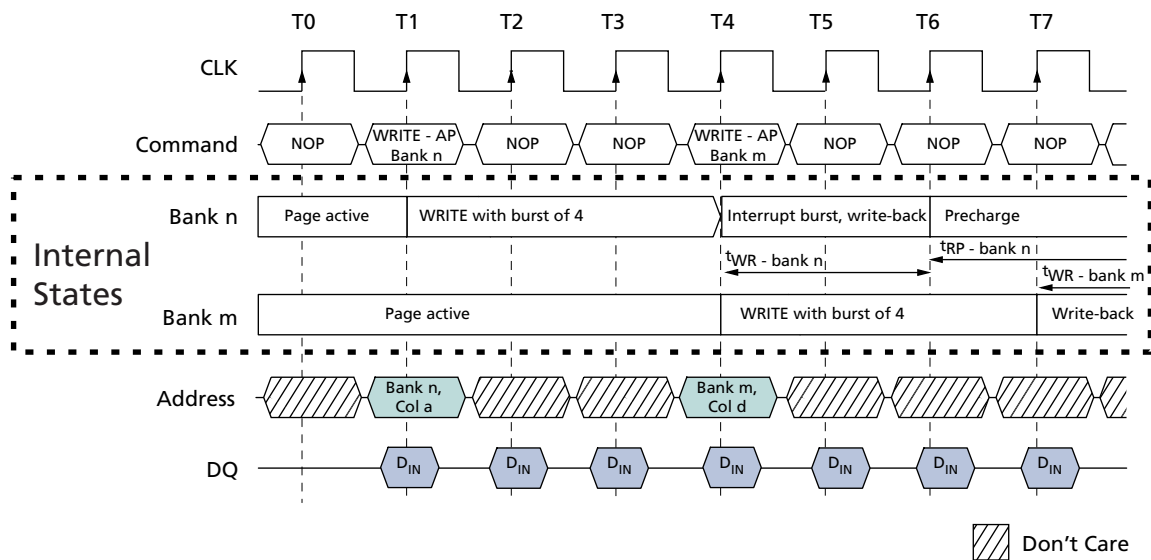 T0 T1 T2 T3 T4 T5 T6 T7
CLK
Command NOP WRITE - AP Bank n NOP NOP WRITE - AP Bank m NOP NOP NOP
Internal States
Bank n Page active WRITE with burst of 4 Interrupt burst, write-back Precharge
tWR - bank n tRP - bank n
tWR - bank m
Bank m Page active WRITE with burst of 4 Write-back
Address Bank n, Col a Bank m, Col d
DQ DIN DIN DIN DIN DIN DIN DIN
Don't Care